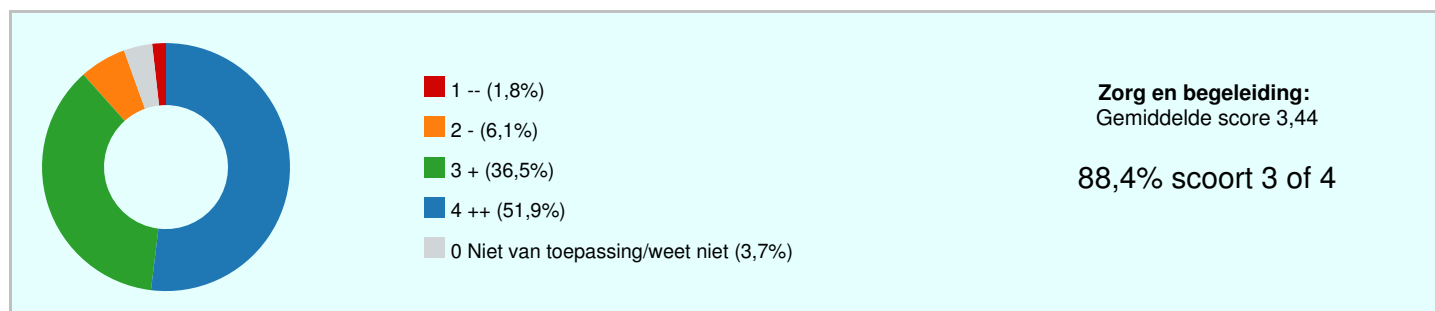 1 -- (1,8%)
2 - (6,1%)
3 + (36,5%)
4 ++ (51,9%)
0 Niet van toepassing/weet niet (3,7%)
Zorg en begeleiding:
Gemiddelde score 3,44
88,4% scoort 3 of 4